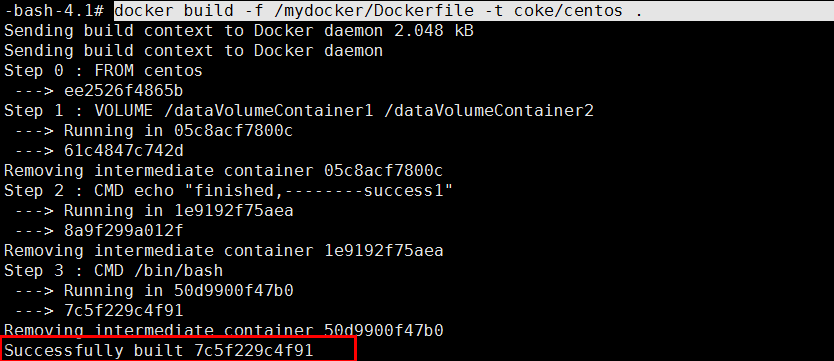 -bash-4.1# docker build -f /mydocker/Dockerfile -t coke/centos .
Sending build context to Docker daemon 2.048 kB
Sending build context to Docker daemon
Step 0 : FROM centos
 ---> ee2526f4865b
Step 1 : VOLUME /dataVolumeContainer1 /dataVolumeContainer2
 ---> Running in 05c8acf7800c
 ---> 61c4847c742d
Removing intermediate container 05c8acf7800c
Step 2 : CMD echo "finished,--------success1"
 ---> Running in 1e9192f75aea
 ---> 8a9f299a012f
Removing intermediate container 1e9192f75aea
Step 3 : CMD /bin/bash
 ---> Running in 50d9900f47b0
 ---> 7c5f229c4f91
Removing intermediate container 50d9900f47b0
Successfully built 7c5f229c4f91